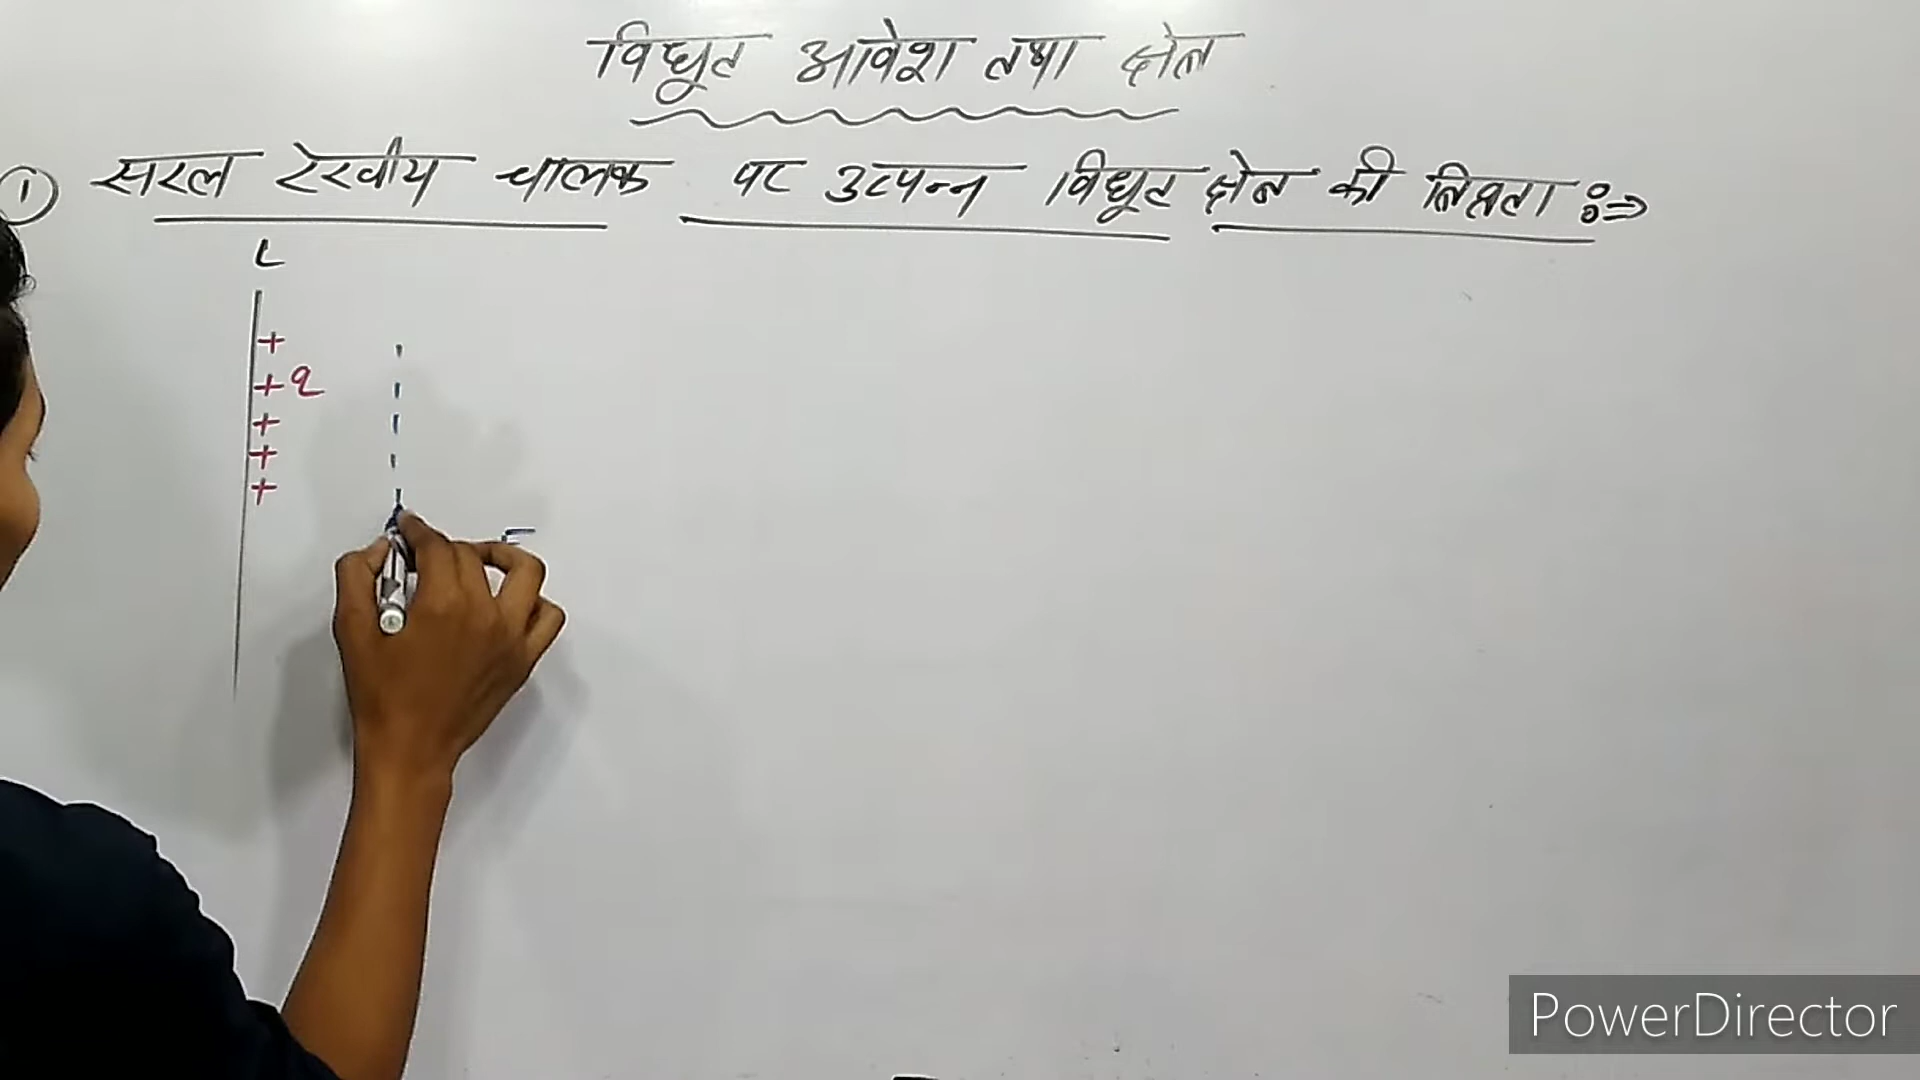 विधुत आवेश तथा क्षेत्र
① सरल रेखीय चालक पर उत्पन्न विधुत क्षेत्र की तिव्रता :⇒
L
+
+ q
+
+
+
E
PowerDirector